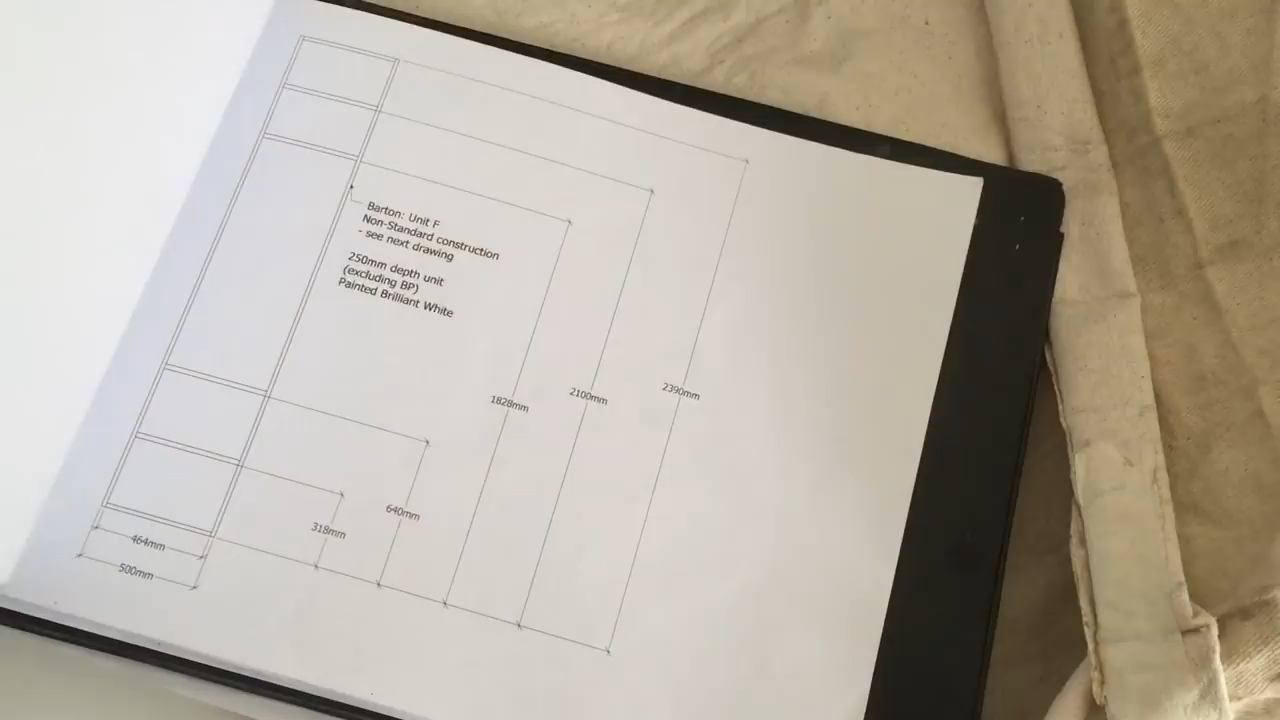 Barton: Unit F
Non-Standard construction
- see next drawing
250mm depth unit
(excluding BP)
Painted Brilliant White
2390mm
2100mm
1828mm
640mm
318mm
464mm
500mm